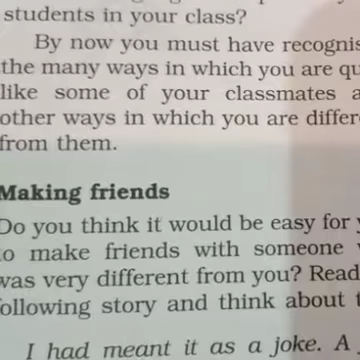 students in your class?
By now you must have recognis
the many ways in which you are qu
like some of your classmates a
other ways in which you are differe
from them.
Making friends
Do you think it would be easy for y
to make friends with someone
was very different from you? Read
following story and think about t
I had meant it as a joke. A